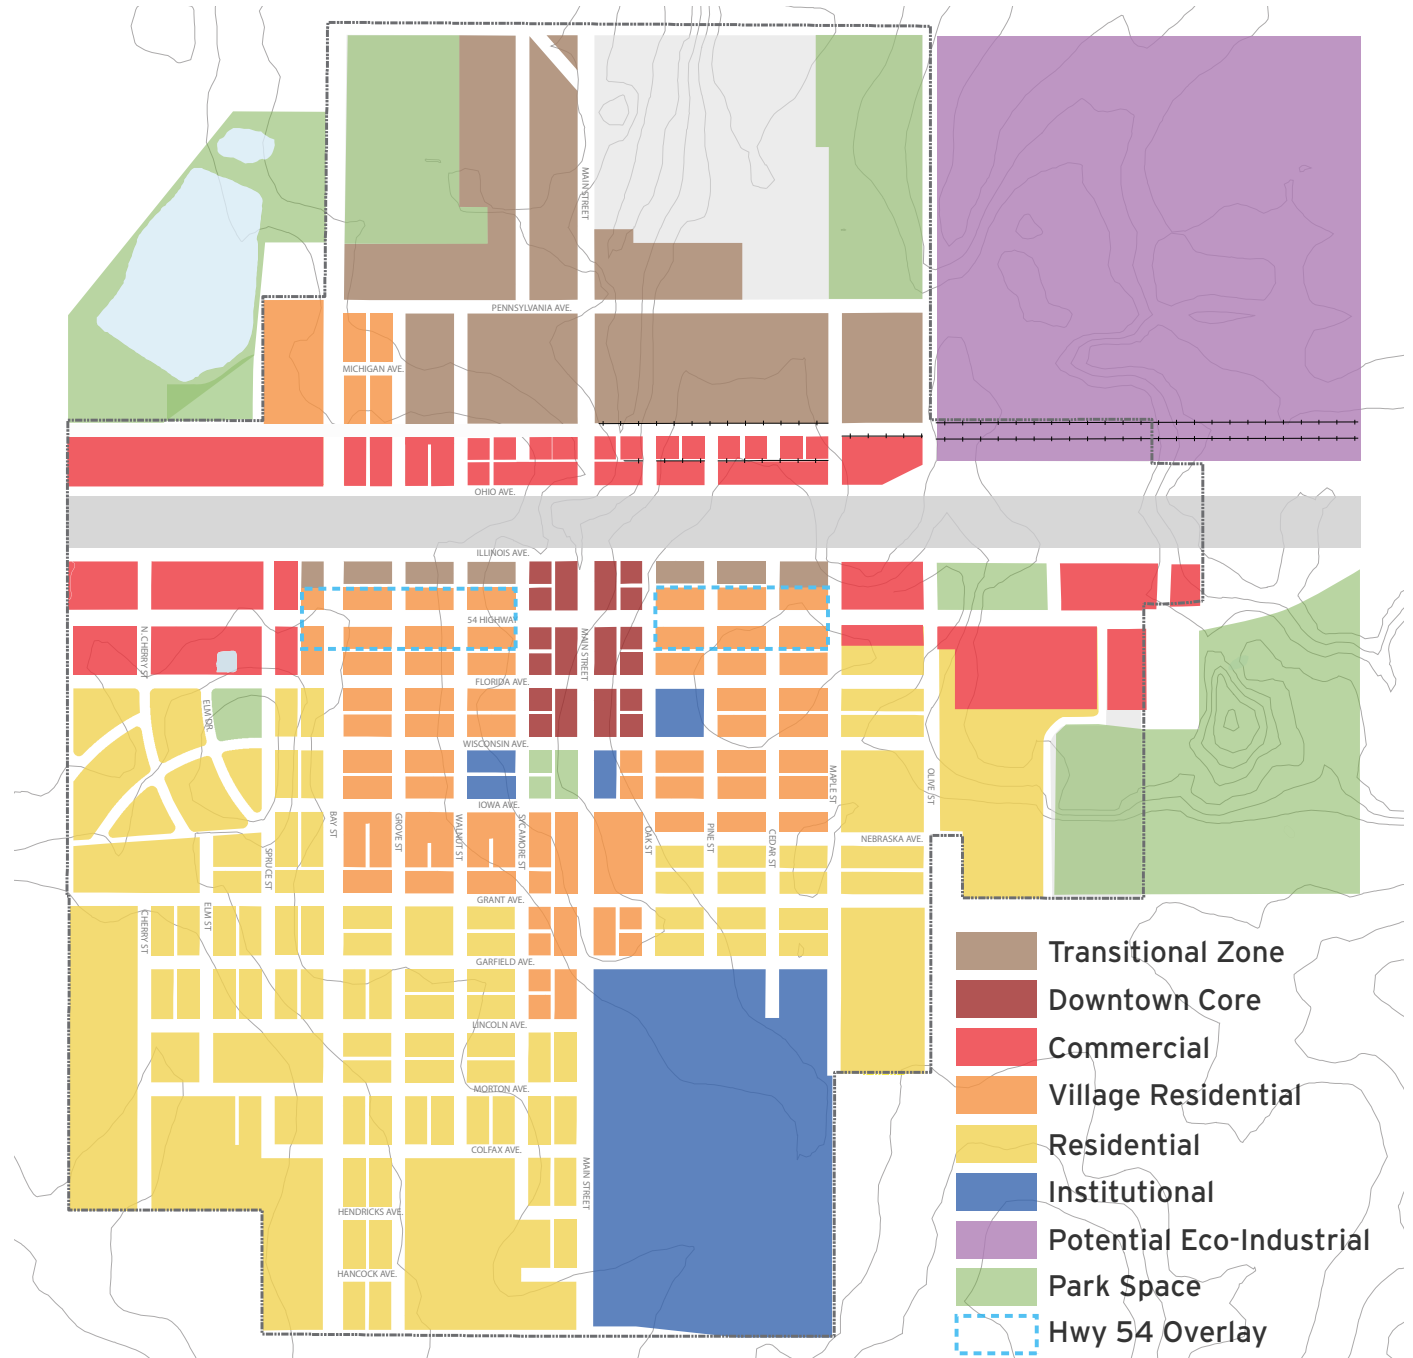 MAIN STREET
PENNSYLVANIA AVE.
MICHIGAN AVE.
OHIO AVE.
ILLINOIS AVE.
54 HIGHWAY
N. CHERRY ST
MAIN STREET
FLORIDA AVE.
ELM DR.
WISCONSIN AVE.
MAPLE ST
OLIVE ST
IOWA AVE.
BAY ST
GROVE ST
WALNUT ST
SYCAMORE ST
OAK ST
PINE ST
CEDAR ST
NEBRASKA AVE.
SPRUCE ST
GRANT AVE.
CHERRY ST
ELM ST
GARFIELD AVE.
LINCOLN AVE.
MORTON AVE.
COLFAX AVE.
MAIN STREET
HENDRICKS AVE.
HANCOCK AVE.
Transitional Zone
Downtown Core
Commercial
Village Residential
Residential
Institutional
Potential Eco-Industrial
Park Space
Hwy 54 Overlay